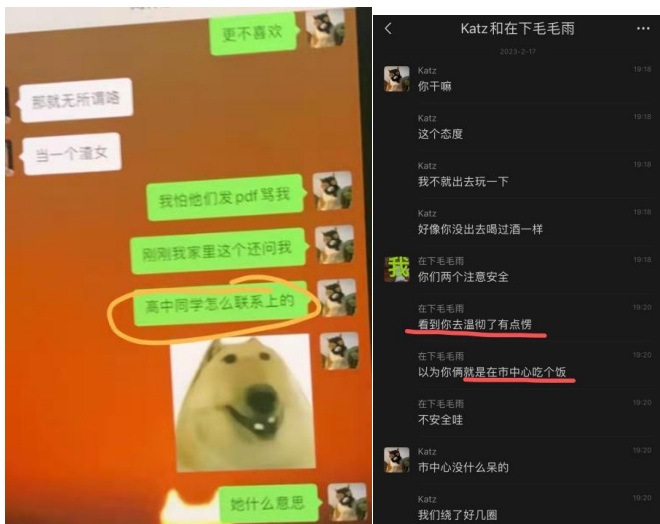 更不喜欢
那就无所谓咯
当一个渣女
我怕他们发pdf骂我
刚刚我家里这个还问我
高中同学怎么联系上的
她什么意思
Katz和在下毛毛雨
2023-2-17
Katz 19:18
你干嘛
Katz 19:18
这个态度
Katz 19:18
我不就出去玩一下
Katz 19:18
好像你没出去喝过酒一样
我
在下毛毛雨 19:18
你们两个注意安全
在下毛毛雨 19:20
看到你去温彻了有点愣
在下毛毛雨 19:20
以为你俩就是在市中心吃个饭
在下毛毛雨 19:20
不安全哇
Katz 19:20
市中心没什么呆的
Katz 19:20
我们绕了好几圈